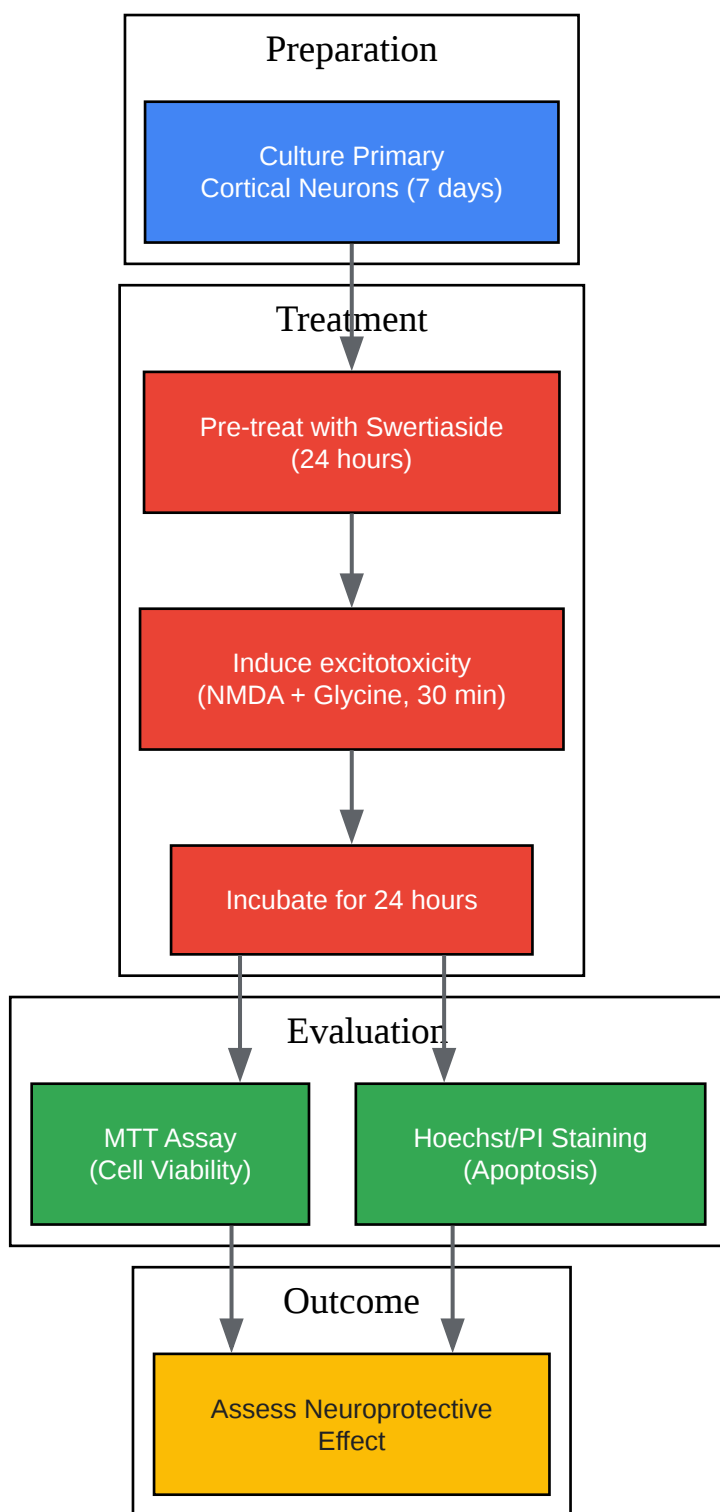 Preparation
Culture Primary
Cortical Neurons (7 days)
Treatment
Pre-treat with Swertiaside
(24 hours)
Induce excitotoxicity
(NMDA + Glycine, 30 min)
Incubate for 24 hours
Evaluation
MTT Assay
(Cell Viability)
Hoechst/PI Staining
(Apoptosis)
Outcome
Assess Neuroprotective
Effect